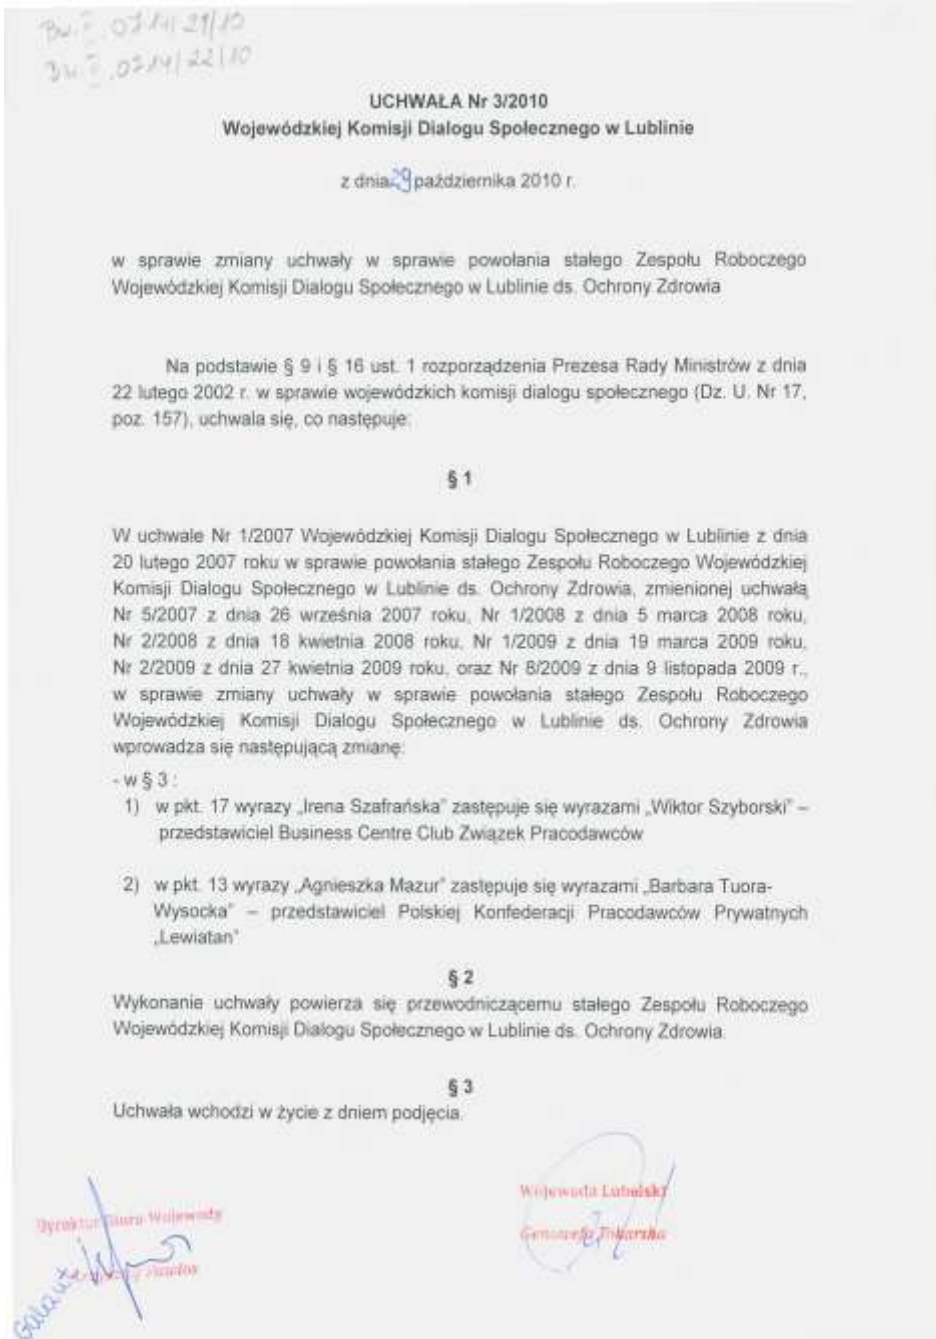 0714/21/10
0714/22/10
UCHWAŁA Nr 3/2010
Wojewódzkiej Komisji Dialogu Społecznego w Lublinie
z dnia 29 października 2010 r.
w sprawie zmiany uchwały w sprawie powołania stałego Zespołu Roboczego
Wojewódzkiej Komisji Dialogu Społecznego w Lublinie ds. Ochrony Zdrowia
Na podstawie § 9 i § 16 ust. 1 rozporządzenia Prezesa Rady Ministrów z dnia
22 lutego 2002 r. w sprawie wojewódzkich komisji dialogu społecznego (Dz. U. Nr 17,
poz. 157), uchwala się, co następuje:
§ 1
W uchwale Nr 1/2007 Wojewódzkiej Komisji Dialogu Społecznego w Lublinie z dnia
20 lutego 2007 roku w sprawie powołania stałego Zespołu Roboczego Wojewódzkiej
Komisji Dialogu Społecznego w Lublinie ds. Ochrony Zdrowia, zmienionej uchwałą
Nr 5/2007 z dnia 26 września 2007 roku, Nr 1/2008 z dnia 5 marca 2008 roku,
Nr 2/2008 z dnia 18 kwietnia 2008 roku, Nr 1/2009 z dnia 19 marca 2009 roku,
Nr 2/2009 z dnia 27 kwietnia 2009 roku, oraz Nr 8/2009 z dnia 9 listopada 2009 r.,
w sprawie zmiany uchwały w sprawie powołania stałego Zespołu Roboczego
Wojewódzkiej Komisji Dialogu Społecznego w Lublinie ds. Ochrony Zdrowia
wprowadza się następującą zmianę:
- w § 3 :
1) w pkt. 17 wyrazy „Irena Szafrańska” zastępuje się wyrazami „Wiktor Szyborski” –
przedstawiciel Business Centre Club Związek Pracodawców
2) w pkt. 13 wyrazy „Agnieszka Mazur” zastępuje się wyrazami „Barbara Tuora-
Wysocka” – przedstawiciel Polskiej Konfederacji Pracodawców Prywatnych
„Lewiatan”
§ 2
Wykonanie uchwały powierza się przewodniczącemu stałego Zespołu Roboczego
Wojewódzkiej Komisji Dialogu Społecznego w Lublinie ds. Ochrony Zdrowia.
§ 3
Uchwała wchodzi w życie z dniem podjęcia.
Wojewoda Lubelski
Genowefa Tokarska
Dyrektor Biura Wojewody